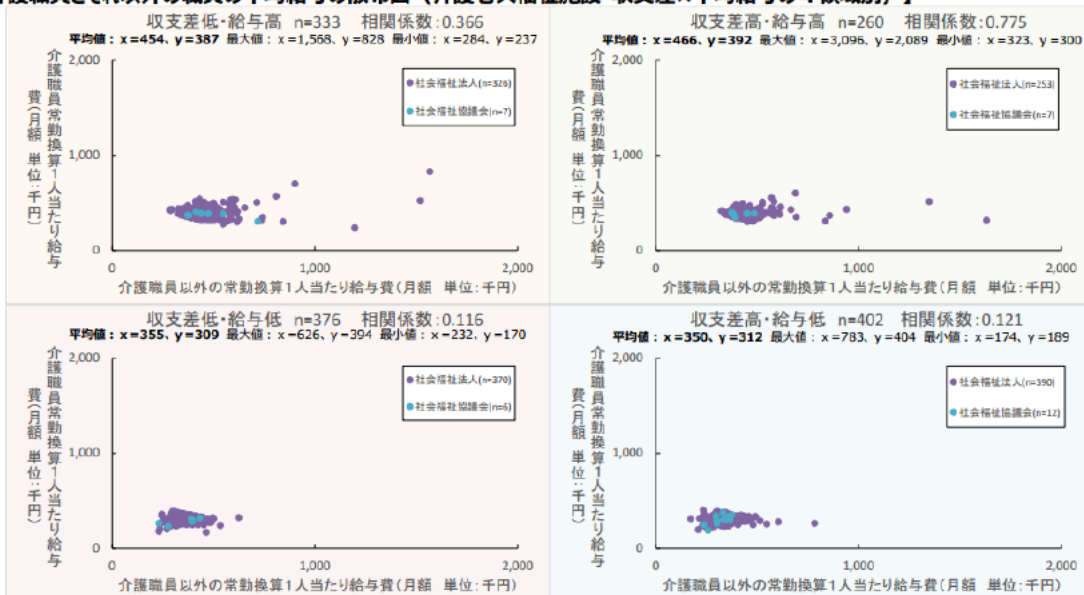 収支差低・給与高 n=333 相関係数:0.366
平均値：x=454、y=387 最大値：x=1,568、y=828 最小値：x=284、y=237
介護職員常勤換算1人当たり給与費(月額 単位:千円)
2,000
1,000
0
社会福祉法人(n=326)
社会福祉協議会(n=7)
0 1,000 2,000
介護職員以外の常勤換算1人当たり給与費(月額 単位:千円)
収支差高・給与高 n=260 相関係数:0.775
平均値：x=466、y=392 最大値：x=3,096、y=2,089 最小値：x=323、y=300
介護職員常勤換算1人当たり給与費(月額 単位:千円)
2,000
1,000
0
社会福祉法人(n=253)
社会福祉協議会(n=7)
0 1,000 2,000
介護職員以外の常勤換算1人当たり給与費(月額 単位:千円)
収支差低・給与低 n=376 相関係数:0.116
平均値：x=355、y=309 最大値：x=626、y=394 最小値：x=232、y=170
介護職員常勤換算1人当たり給与費(月額 単位:千円)
2,000
1,000
0
社会福祉法人(n=370)
社会福祉協議会(n=6)
0 1,000 2,000
介護職員以外の常勤換算1人当たり給与費(月額 単位:千円)
収支差高・給与低 n=402 相関係数:0.121
平均値：x=350、y=312 最大値：x=783、y=404 最小値：x=174、y=189
介護職員常勤換算1人当たり給与費(月額 単位:千円)
2,000
1,000
0
社会福祉法人(n=390)
社会福祉協議会(n=12)
0 1,000 2,000
介護職員以外の常勤換算1人当たり給与費(月額 単位:千円)